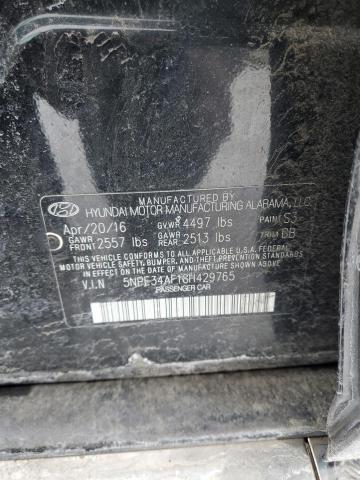 MANUFACTURED BY
HYUNDAI MOTOR MANUFACTURING ALABAMA, LLC.
Apr/20/16 GVWR 4497 lbs PAINT S3
GAWR FRONT 2557 lbs GAWR REAR 2513 lbs TRIM BB
THIS VEHICLE CONFORMS TO ALL APPLICABLE U.S.A. FEDERAL
MOTOR VEHICLE SAFETY, BUMPER, AND THEFT PREVENTION
STANDARDS IN EFFECT ON THE DATE OF MANUFACTURE
SHOWN ABOVE.
V.I.N
PASSENGER CAR